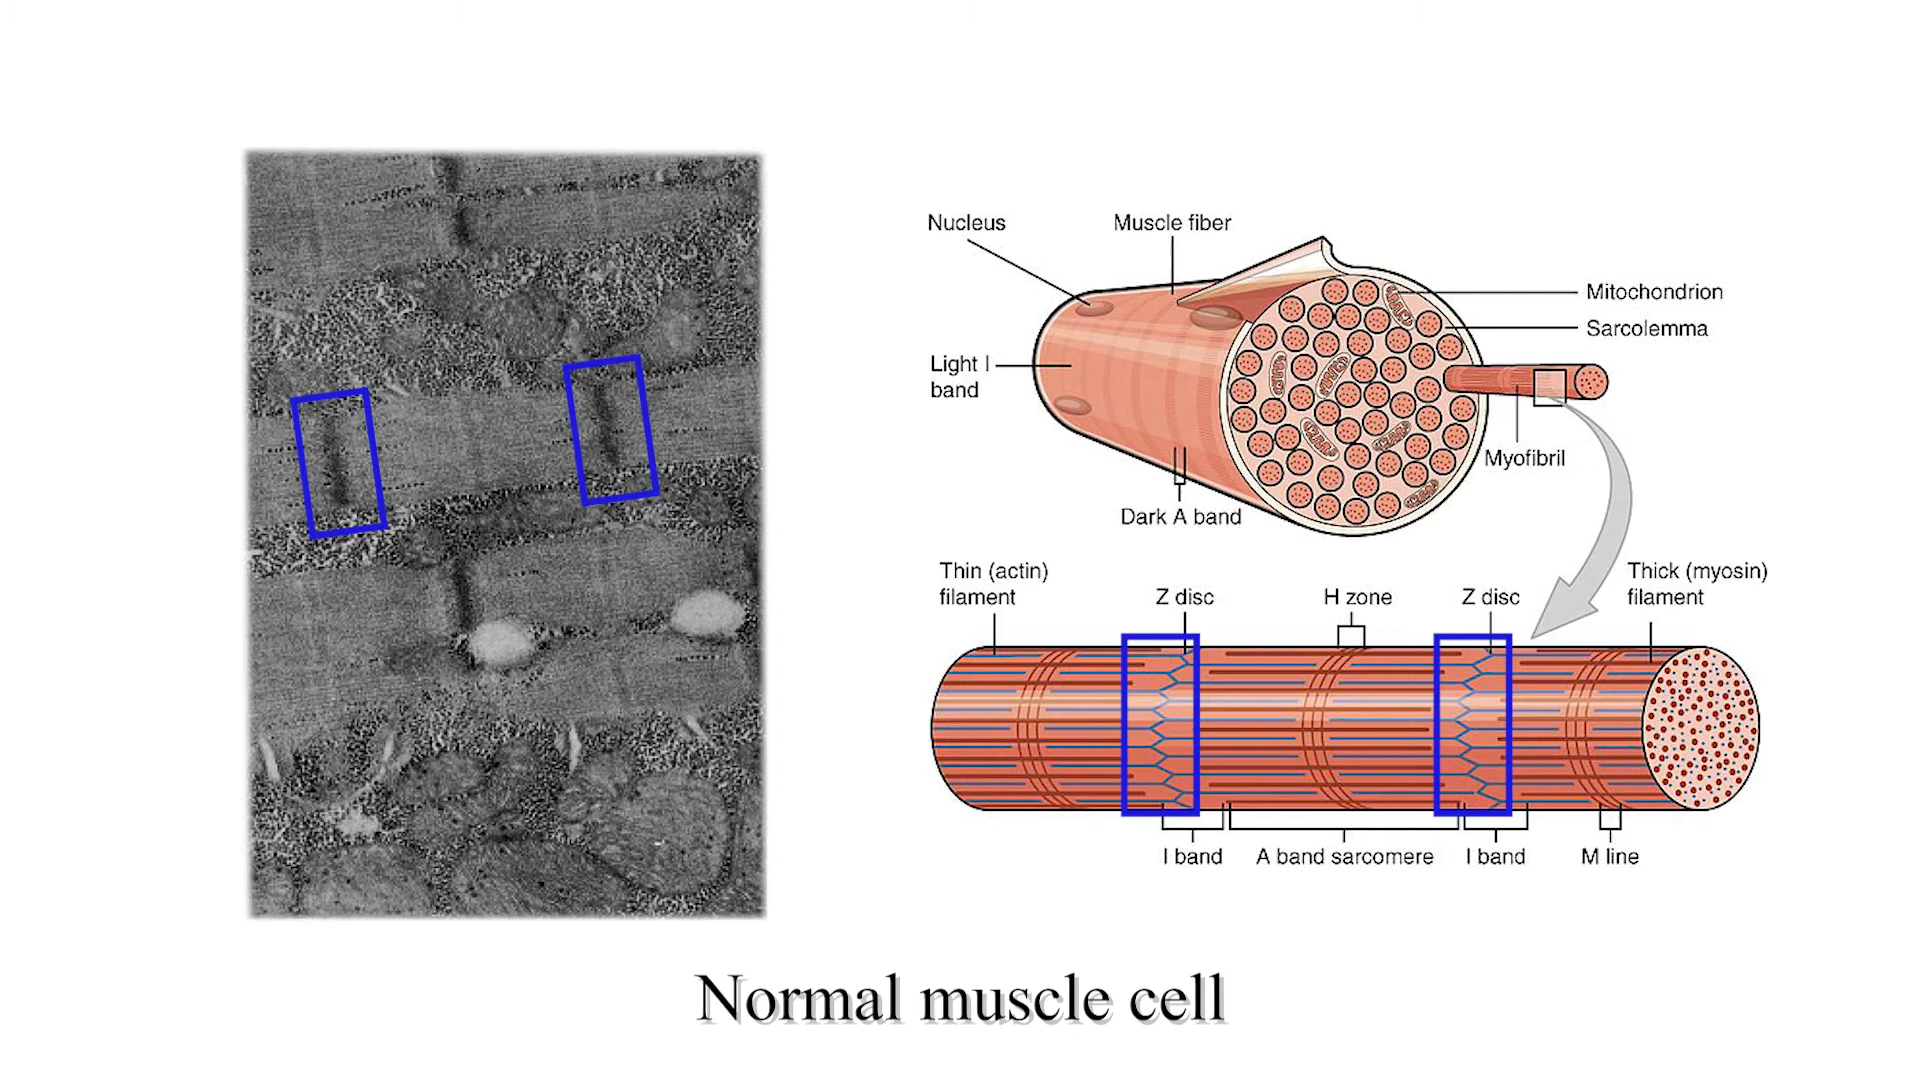 Nucleus
Muscle fiber
Mitochondrion
Sarcolemma
Light I
band
Myofibril
Dark A band
Thin (actin)
filament
Z disc
H zone
Z disc
Thick (myosin)
filament
I band
A band sarcomere
I band
M line
Normal muscle cell